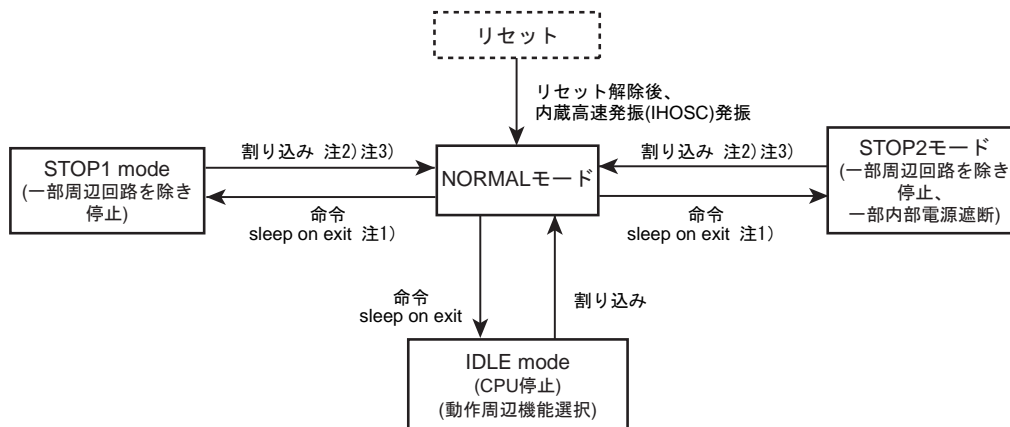 リセット
リセット解除後、
内蔵高速発振(IHOSC)発振
STOP1 mode
(一部周辺回路を除き
停止)
割り込み 注2) 注3)
命令
sleep on exit 注1)
NORMALモード
割り込み 注2) 注3)
命令
sleep on exit 注1)
STOP2モード
(一部周辺回路を除き
停止、
一部内部電源遮断)
命令
sleep on exit
割り込み
IDLE mode
(CPU停止)
(動作周辺機能選択)